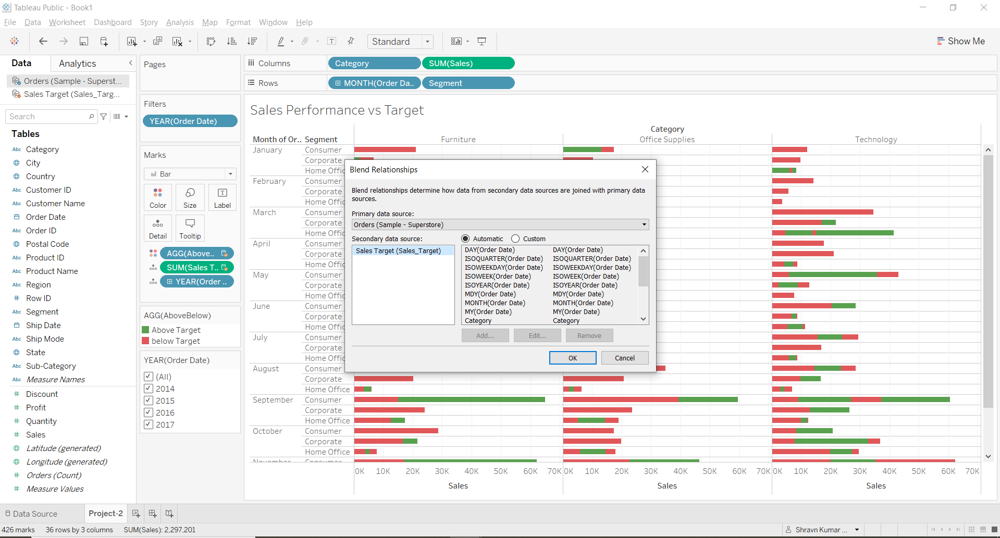 Tableau Public - Book1
File Data Worksheet Dashboard Story Analysis Map Format Window Help
Standard
Show Me
Data Analytics
Orders (Sample - Superst...
Sales Target (Sales_Targ...
Search
Tables
Abc Category
City
Country
Abc Customer ID
Abc Customer Name
Order Date
Abc Order ID
Postal Code
Abc Product ID
Abc Product Name
Abc Region
Row ID
Abc Segment
Ship Date
Abc Ship Mode
State
Abc Sub-Category
Abc Measure Names
Discount
Profit
Quantity
Sales
Latitude (generated)
Longitude (generated)
Orders (Count)
Measure Values
Pages
Filters
YEAR(Order Date)
Marks
Bar
Color Size Label
Detail Tooltip
AGG(Above..
SUM(Sales T..
YEAR(Order ..
AGG(AboveBelow)
Above Target
below Target
YEAR(Order Date)
(All)
2014
2015
2016
2017
Columns Category SUM(Sales)
Rows MONTH(Order Da.. Segment
Sales Performance vs Target
Category
Month of Or.. Segment Furniture Office Supplies Technology
January Consumer
Corporate
Home Offic
February Consumer
Corporate
Home Offic
March Consumer
Corporate
Home Offic
April Consumer
Corporate
Home Offic
May Consumer
Corporate
Home Offic
June Consumer
Corporate
Home Offic
July Consumer
Corporate
Home Offic
August Consumer
Corporate
Home Office
September Consumer
Corporate
Home Office
October Consumer
Corporate
Home Office
November Consumer
0K 10K 20K 30K 40K 50K 60K 70K 0K 10K 20K 30K 40K 50K 60K 70K 0K 10K 20K 30K 40K 50K 60K 70K
Sales Sales Sales
Blend Relationships
Blend relationships determine how data from secondary data sources are joined with primary data
sources.
Primary data source:
Orders (Sample - Superstore)
Secondary data source: Automatic Custom
Sales Target (Sales_Target)
DAY(Order Date) DAY(Order Date)
ISOQUARTER(Order Date) ISOQUARTER(Order Date)
ISOWEEKDAY(Order Date) ISOWEEKDAY(Order Date)
ISOWEEK(Order Date) ISOWEEK(Order Date)
ISOYEAR(Order Date) ISOYEAR(Order Date)
MDY(Order Date) MDY(Order Date)
MONTH(Order Date) MONTH(Order Date)
MY(Order Date) MY(Order Date)
Category Category
Add... Edit... Remove
OK Cancel
Data Source Project-2
426 marks 36 rows by 3 columns SUM(Sales): 2,297,201
Shravn Kumar ...